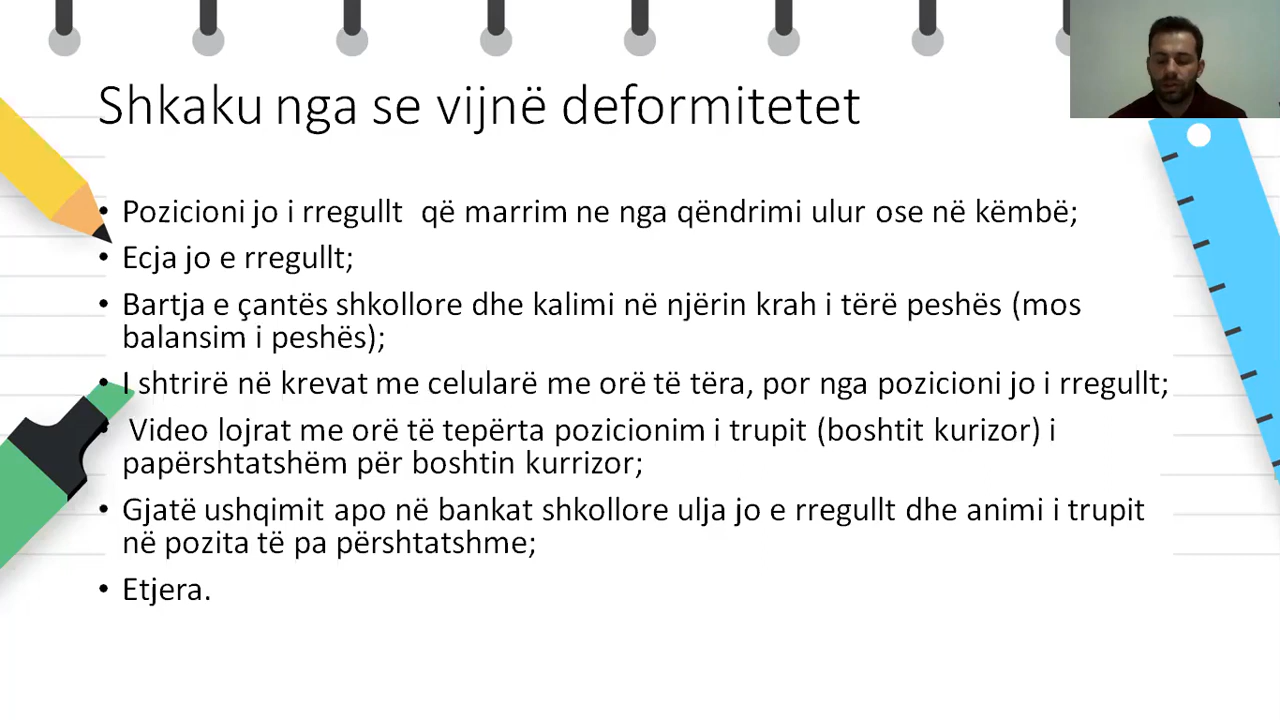 Shkaku nga se vijnë deformitetet
• Pozicioni jo i rregullt që marrim ne nga qëndrimi ulur ose në këmbë;
• Ecja jo e rregullt;
• Bartja e çantës shkollore dhe kalimi në njërin krah i tërë peshës (mos
balansim i peshës);
• I shtrirë në krevat me celularë me orë të tëra, por nga pozicioni jo i rregullt;
• Video lojrat me orë të tepërta pozicionim i trupit (boshtit kurizor) i
papërshtatshëm për boshtin kurrizor;
• Gjatë ushqimit apo në bankat shkollore ulja jo e rregullt dhe animi i trupit
në pozita të pa përshtatshme;
• Etjera.